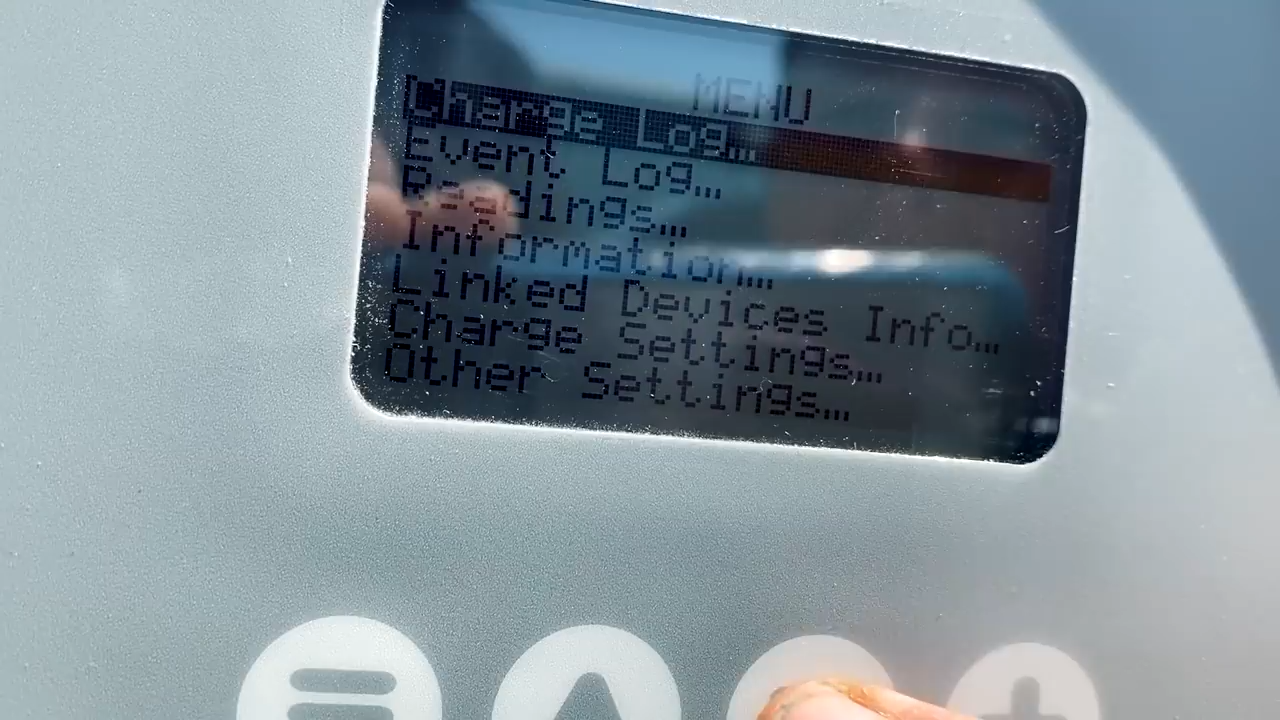 MENU
Charge Log…
Event Log…
Readings…
Information…
Linked Devices Info…
Charge Settings…
Other Settings…